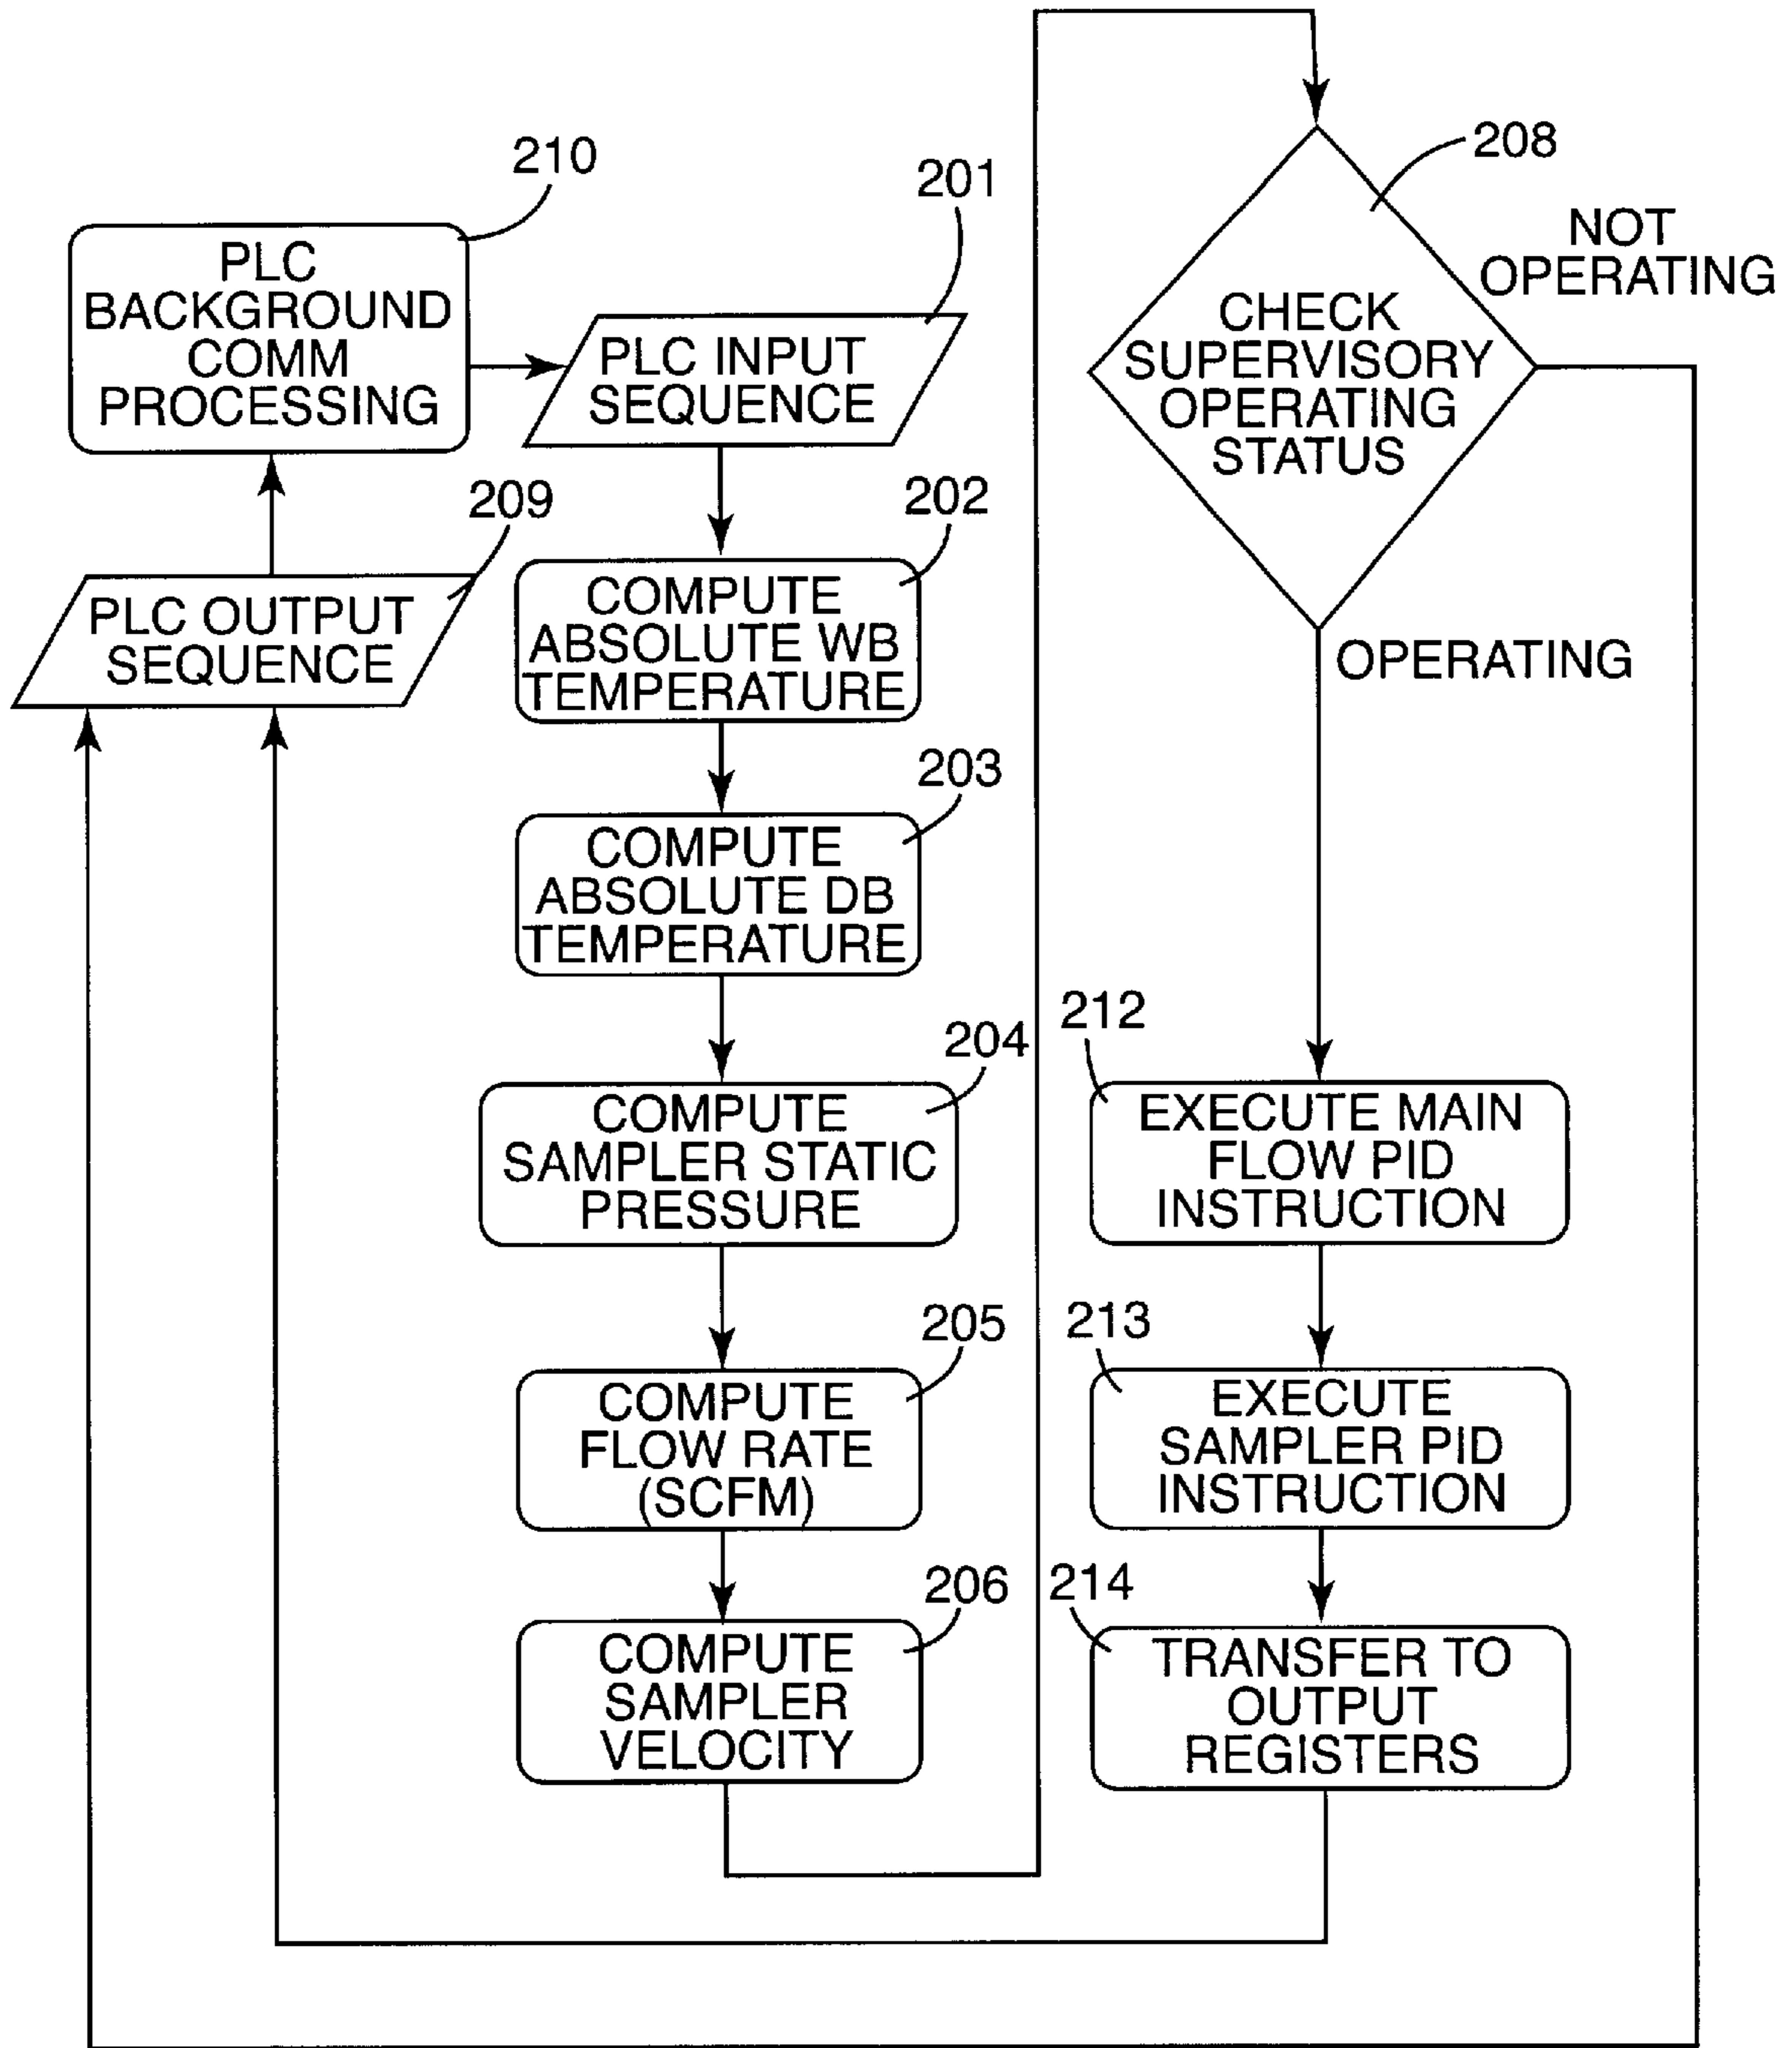 210
PLC
BACKGROUND
COMM
PROCESSING
201
PLC INPUT
SEQUENCE
209
PLC OUTPUT
SEQUENCE
202
COMPUTE
ABSOLUTE WB
TEMPERATURE
203
COMPUTE
ABSOLUTE DB
TEMPERATURE
204
COMPUTE
SAMPLER STATIC
PRESSURE
205
COMPUTE
FLOW RATE
(SCFM)
206
COMPUTE
SAMPLER
VELOCITY
208
NOT
OPERATING
CHECK
SUPERVISORY
OPERATING
STATUS
OPERATING
212
EXECUTE MAIN
FLOW PID
INSTRUCTION
213
EXECUTE
SAMPLER PID
INSTRUCTION
214
TRANSFER TO
OUTPUT
REGISTERS